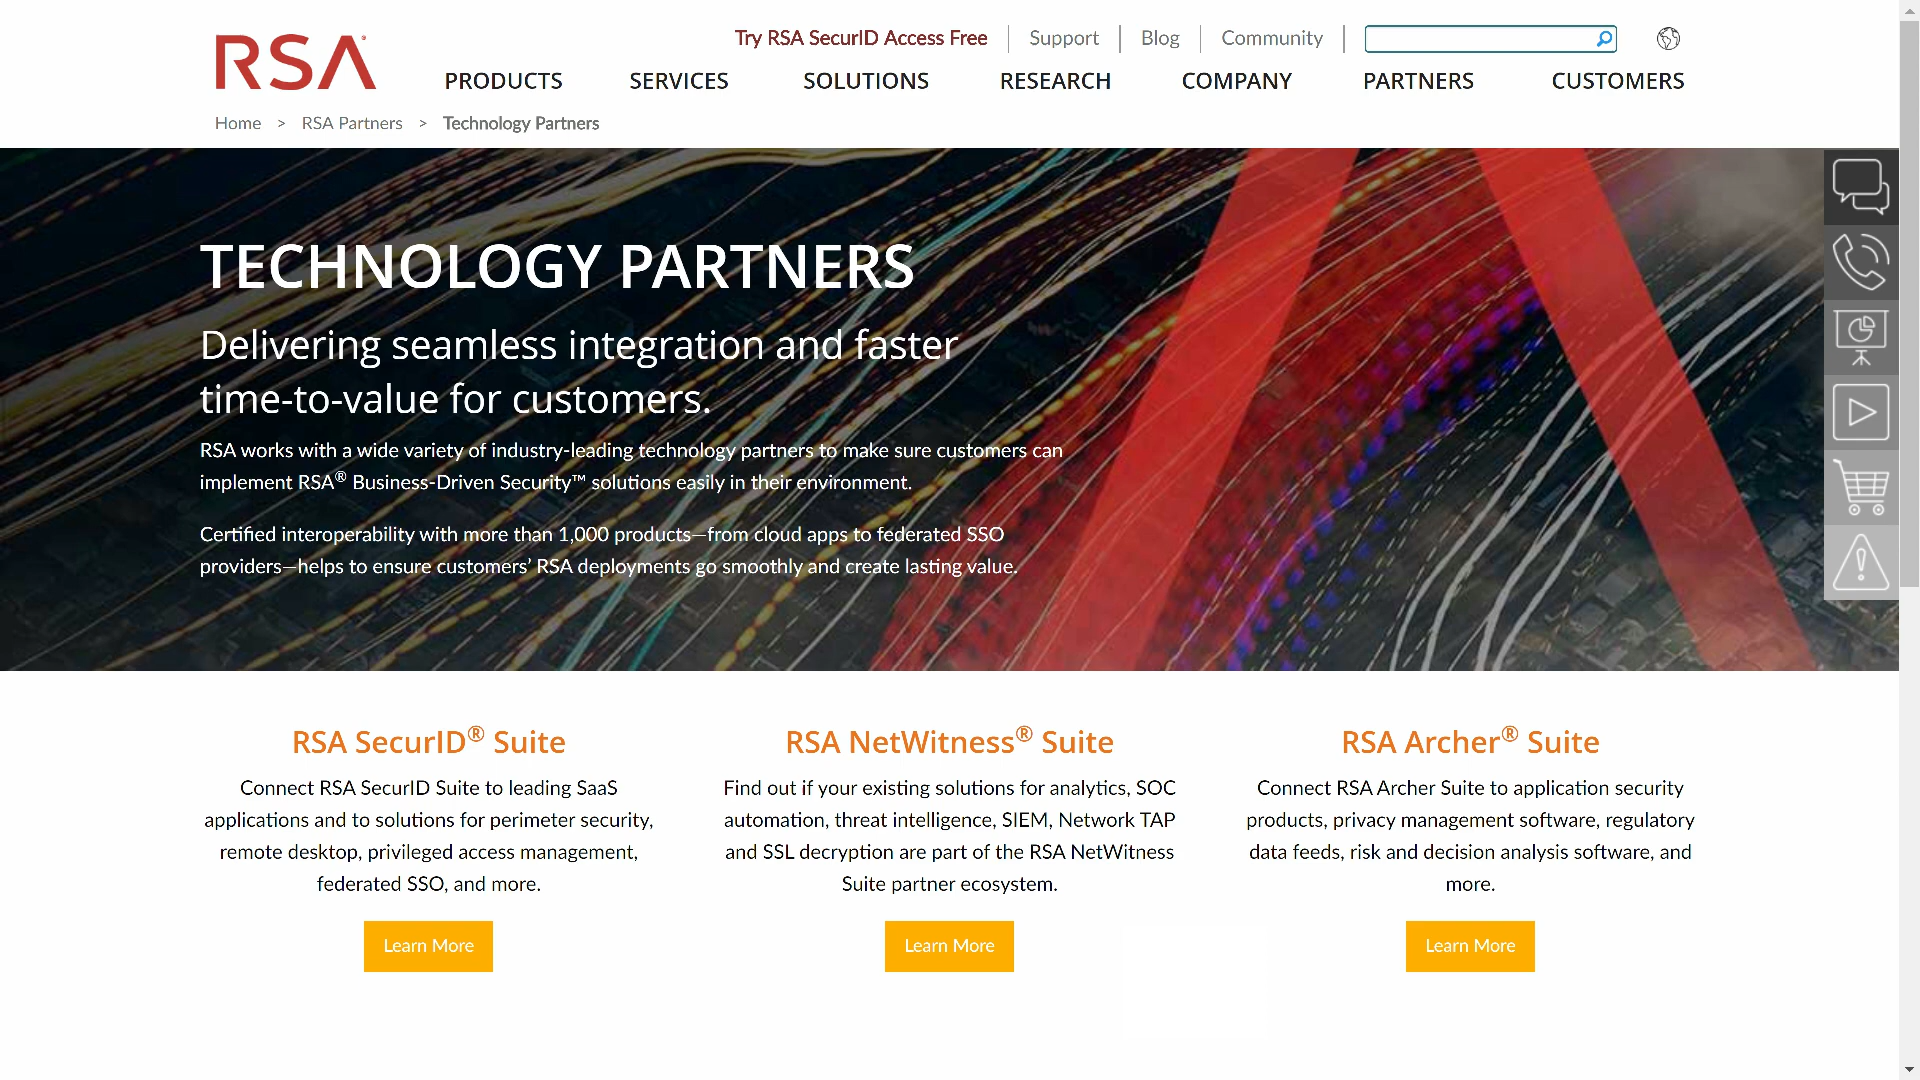 RSA®
Try RSA SecurID Access Free
Support
Blog
Community
PRODUCTS
SERVICES
SOLUTIONS
RESEARCH
COMPANY
PARTNERS
CUSTOMERS
Home > RSA Partners > Technology Partners
TECHNOLOGY PARTNERS
Delivering seamless integration and faster
time-to-value for customers.
RSA works with a wide variety of industry-leading technology partners to make sure customers can
implement RSA® Business-Driven Security™ solutions easily in their environment.
Certified interoperability with more than 1,000 products—from cloud apps to federated SSO
providers—helps to ensure customers’ RSA deployments go smoothly and create lasting value.
RSA SecurID® Suite
Connect RSA SecurID Suite to leading SaaS
applications and to solutions for perimeter security,
remote desktop, privileged access management,
federated SSO, and more.
Learn More
RSA NetWitness® Suite
Find out if your existing solutions for analytics, SOC
automation, threat intelligence, SIEM, Network TAP
and SSL decryption are part of the RSA NetWitness
Suite partner ecosystem.
Learn More
RSA Archer® Suite
Connect RSA Archer Suite to application security
products, privacy management software, regulatory
data feeds, risk and decision analysis software, and
more.
Learn More